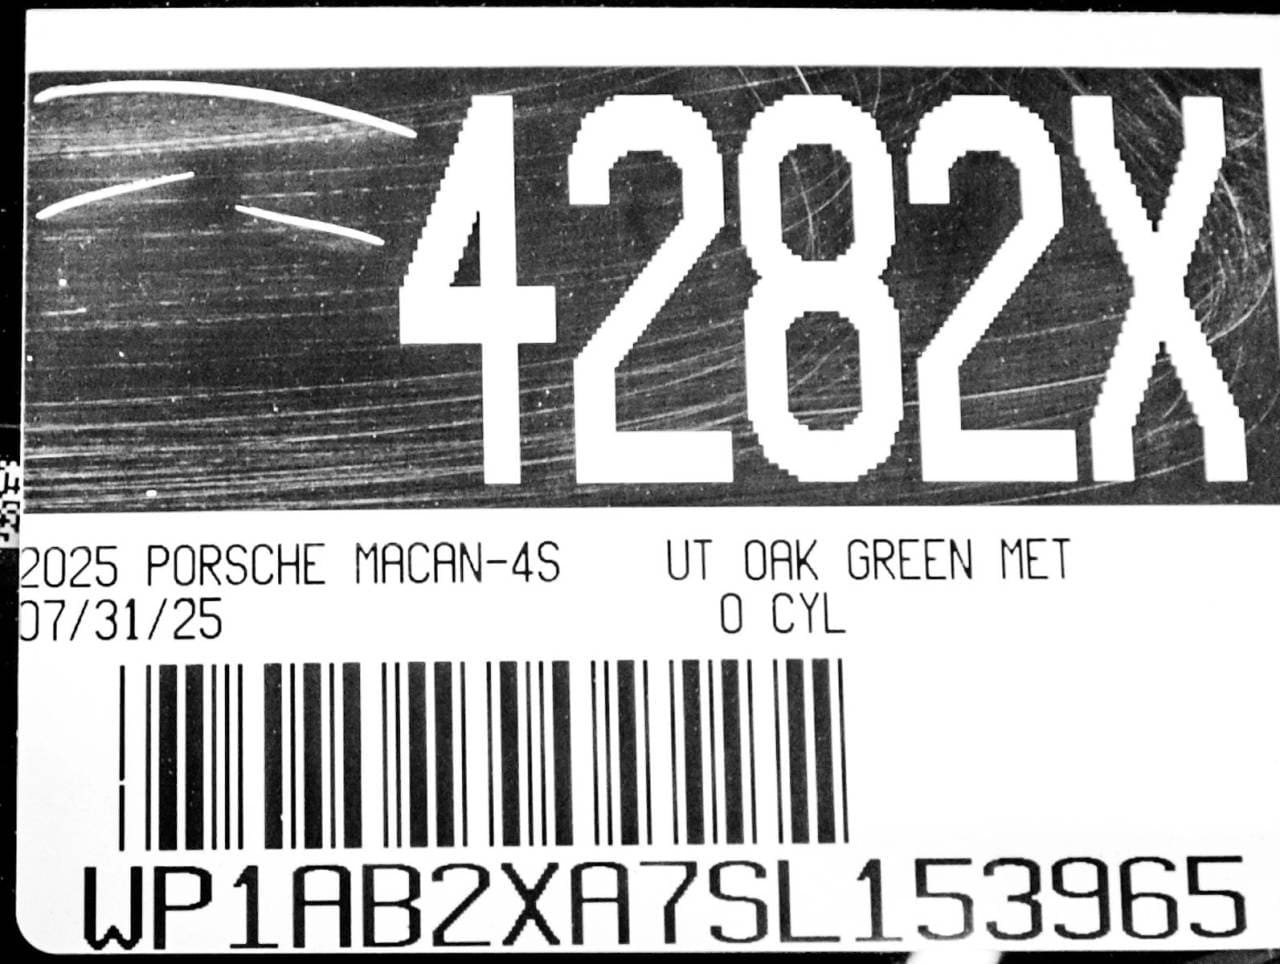 4282X
2025 PORSCHE MACAN-4S UT OAK GREEN MET
07/31/25 0 CYL
WP1AB2XA7SL153965